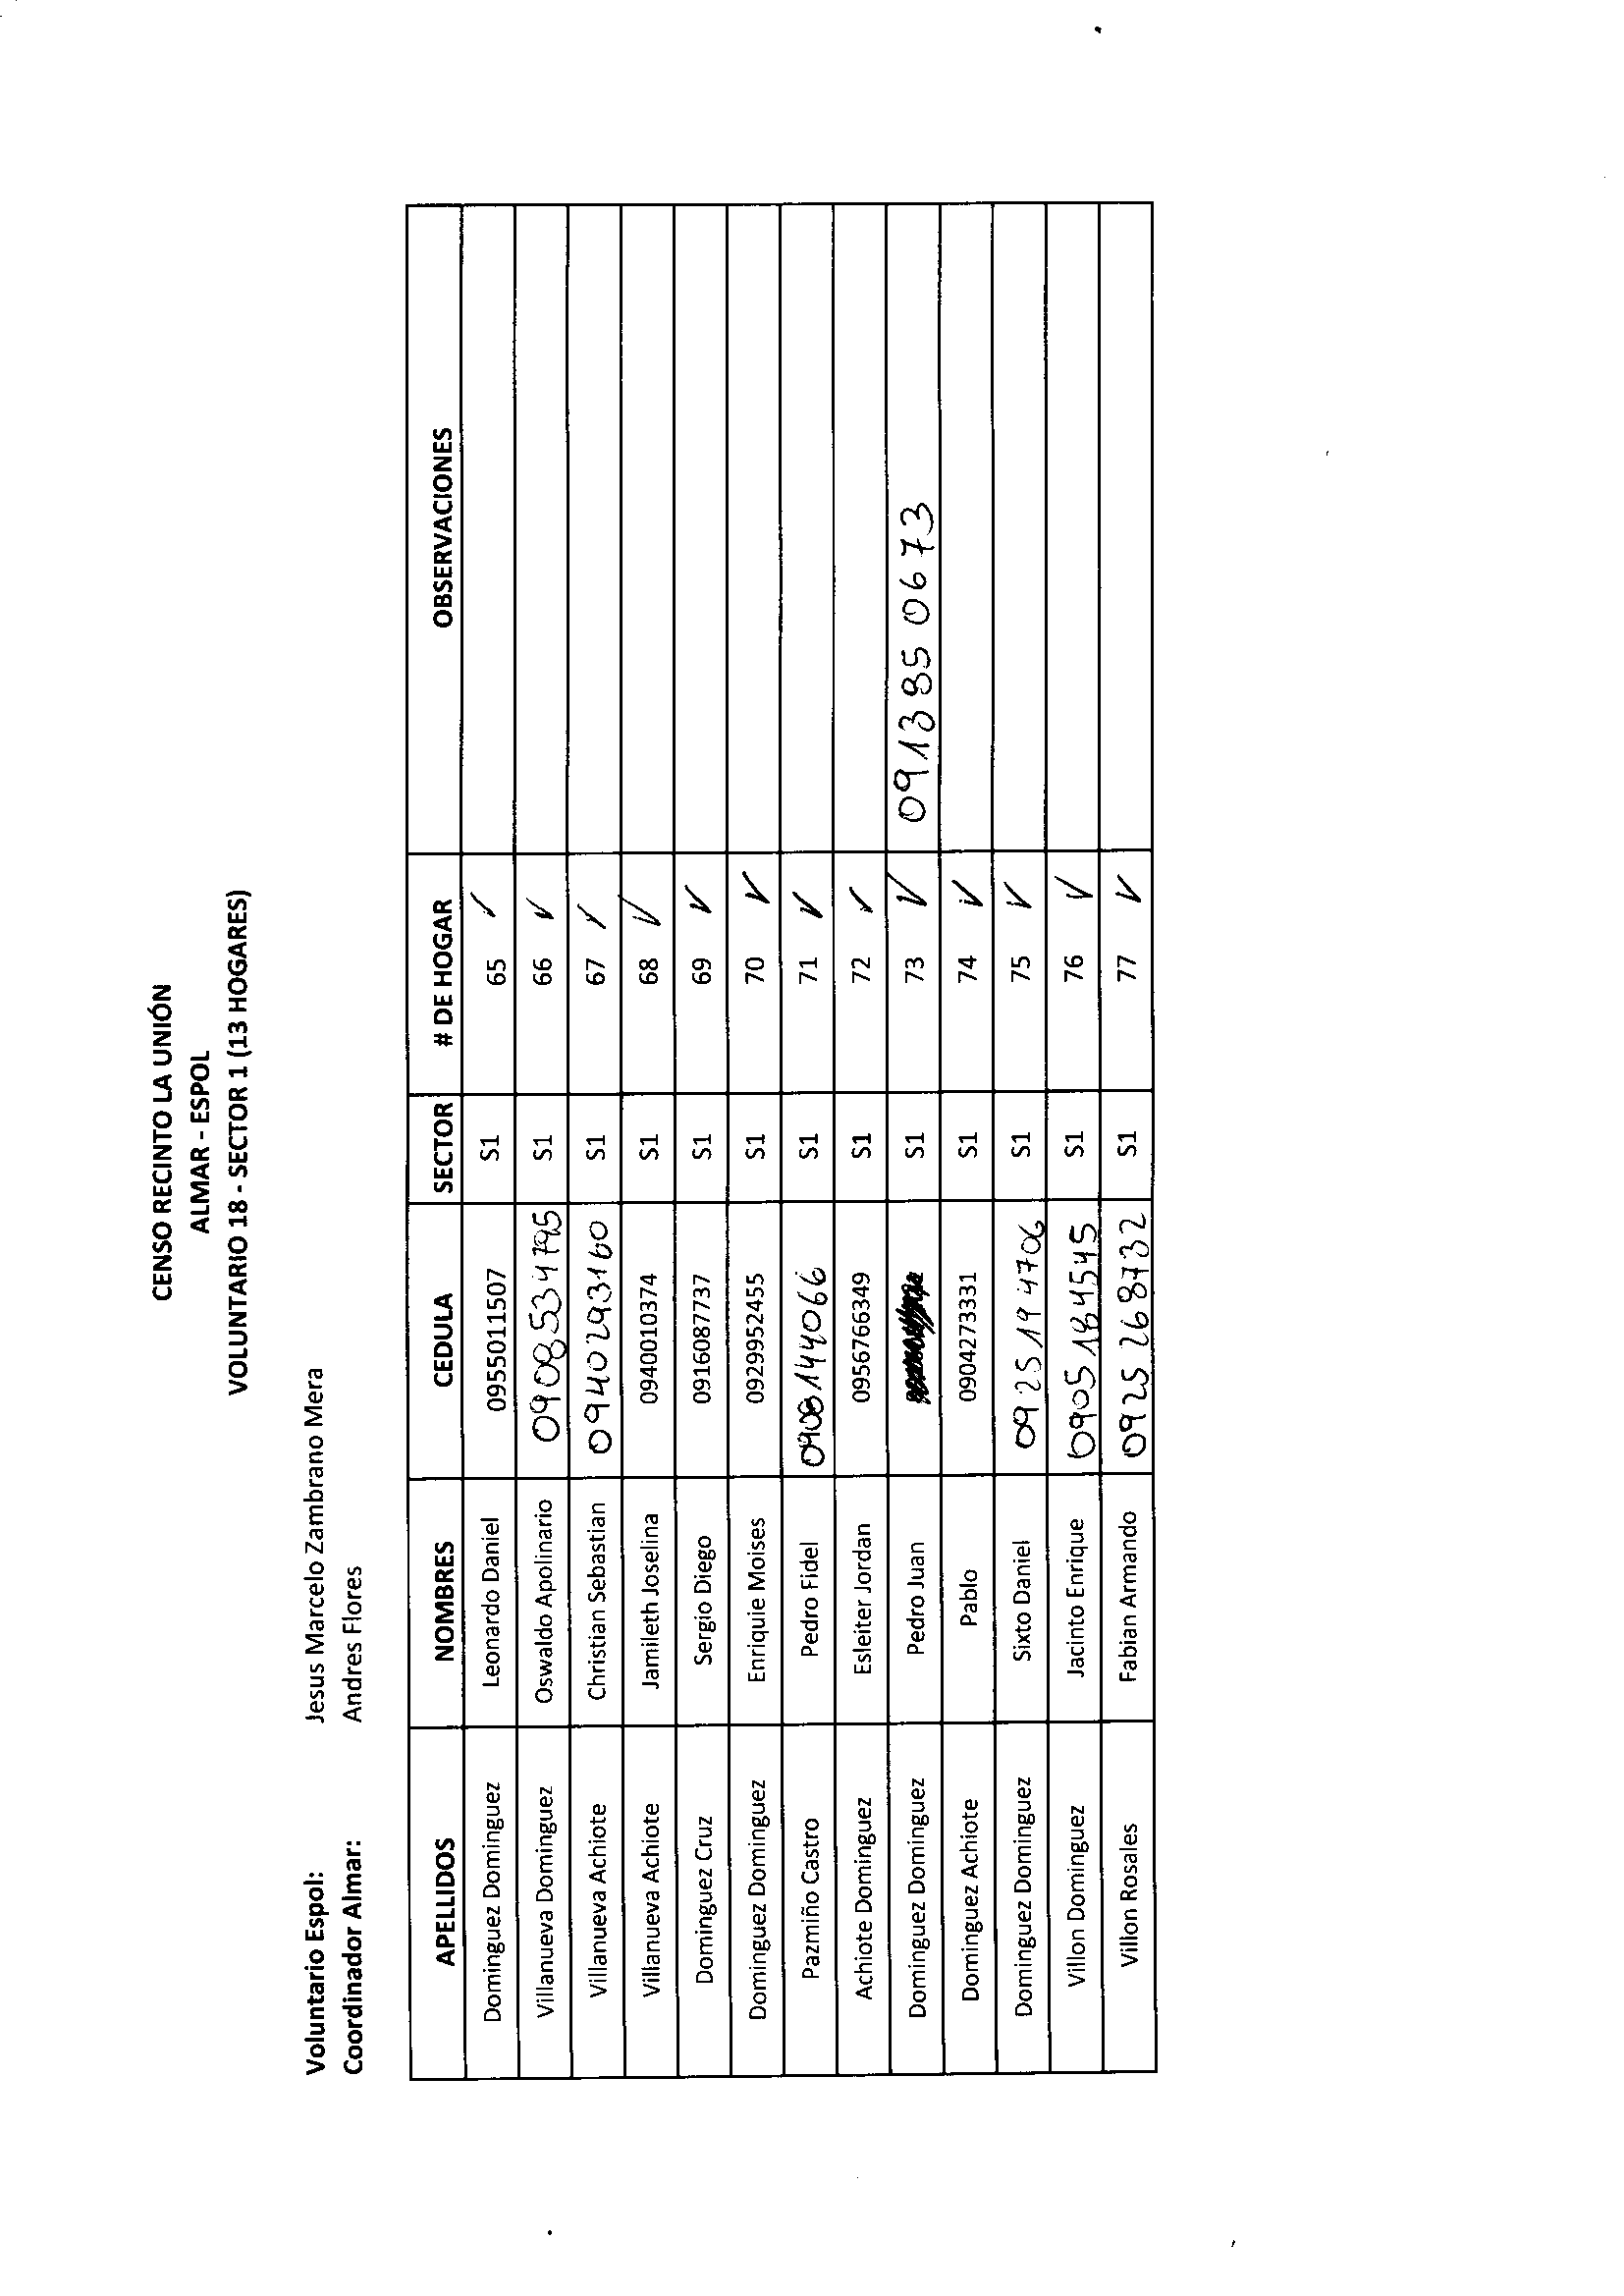 CENSO RECINTO LA UNIÓN
ALMAR - ESPOL
VOLUNTARIO 18 - SECTOR 1 (13 HOGARES)
Voluntario Espol: Jesus Marcelo Zambrano Mera
Coordinador Almar: Andres Flores
APELLIDOS NOMBRES CEDULA SECTOR # DE HOGAR OBSERVACIONES
Dominguez Dominguez Leonardo Daniel 0955011507 S1 65 ✓
Villanueva Dominguez Oswaldo Apolinario 0908534795 S1 66 ✓
Villanueva Achiote Christian Sebastian 0940293160 S1 67 ✓
Villanueva Achiote Jamileth Joselina 0940010374 S1 68 ✓
Dominguez Cruz Sergio Diego 0916087737 S1 69 ✓
Dominguez Dominguez Enriquie Moises 0929952455 S1 70 ✓
Pazmiño Castro Pedro Fidel 0908144066 S1 71 ✓
Achiote Dominguez Esleiter Jordan 0956766349 S1 72 ✓
Dominguez Dominguez Pedro Juan S1 73 ✓ 0913850673
Dominguez Achiote Pablo 0904273331 S1 74 ✓
Dominguez Dominguez Sixto Daniel 0925194706 S1 75 ✓
Villon Dominguez Jacinto Enrique 0905184545 S1 76 ✓
Villon Rosales Fabian Armando 0925268732 S1 77 ✓